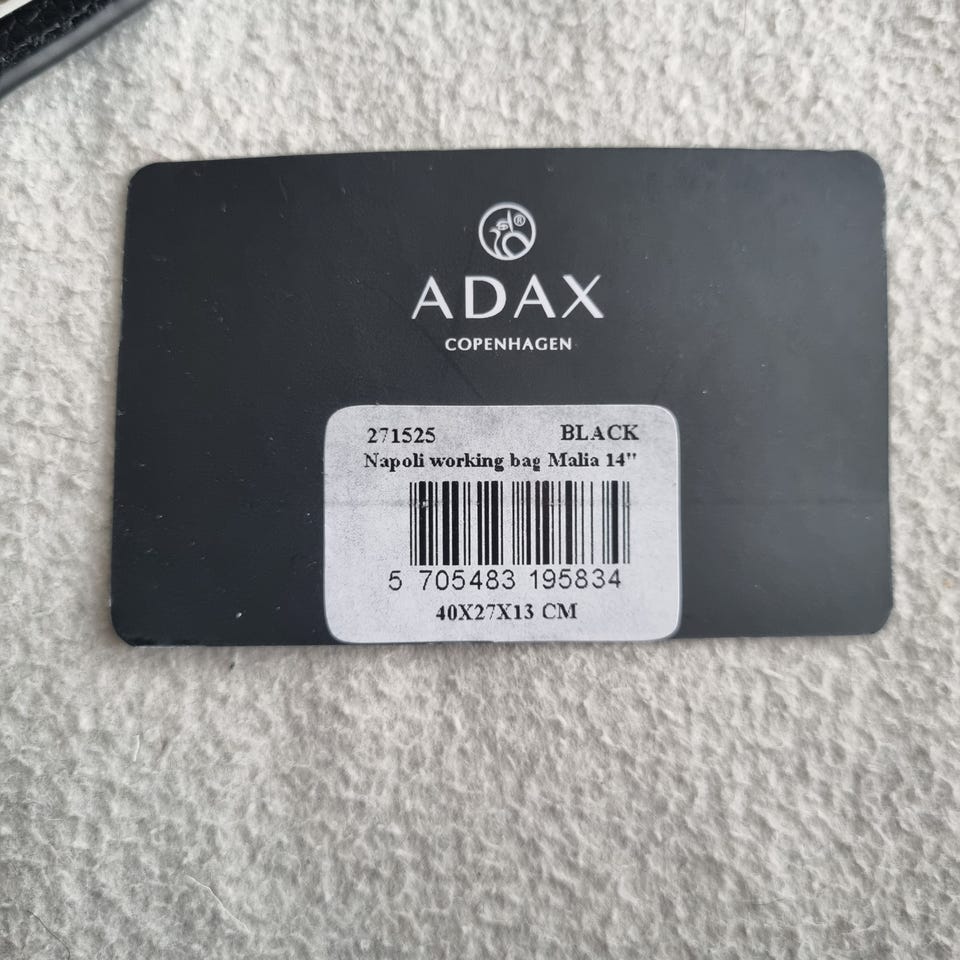 ®
ADAX
COPENHAGEN
271525 BLACK
Napoli working bag Malia 14"
5 705483 195834
40X27X13 CM